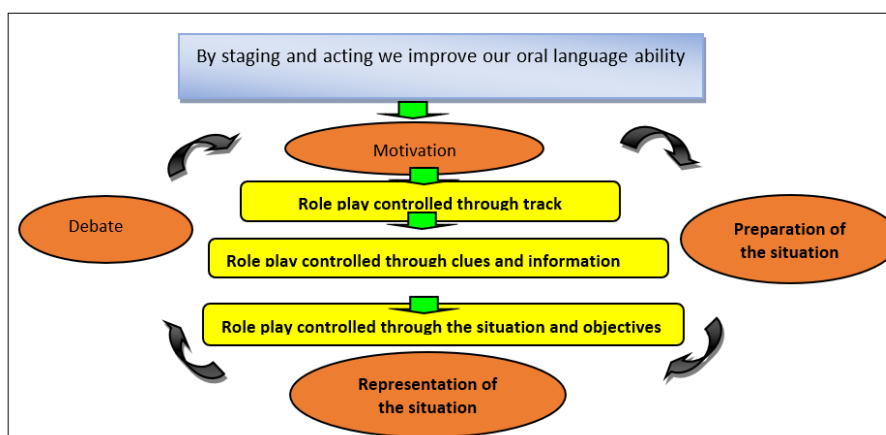 By staging and acting we improve our oral language ability
Motivation
Role play controlled through track
Debate
Preparation of
the situation
Role play controlled through clues and information
Role play controlled through the situation and objectives
Representation of
the situation